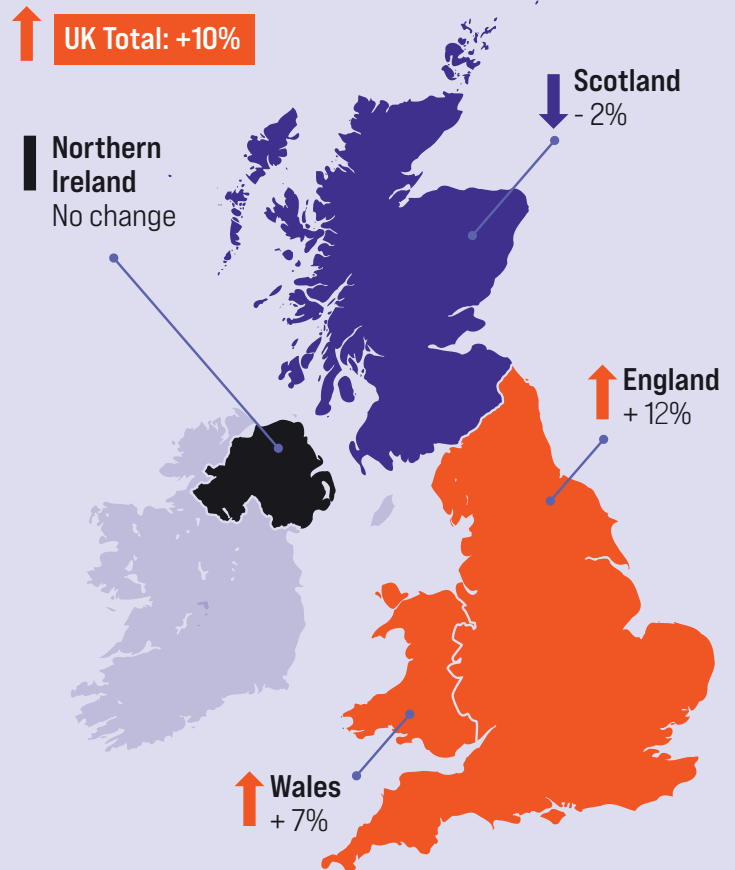 UK Total: +10%
Scotland
- 2%
Northern
Ireland
No change
England
+ 12%
Wales
+ 7%